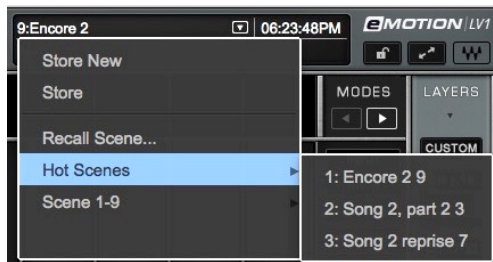 9:Encore 2
06:23:48PM
eMOTION LV1
Store New
Store
Recall Scene...
Hot Scenes
Scene 1-9
MODES
LAYERS
CUSTOM
1: Encore 2 9
2: Song 2, part 2 3
3: Song 2 reprise 7